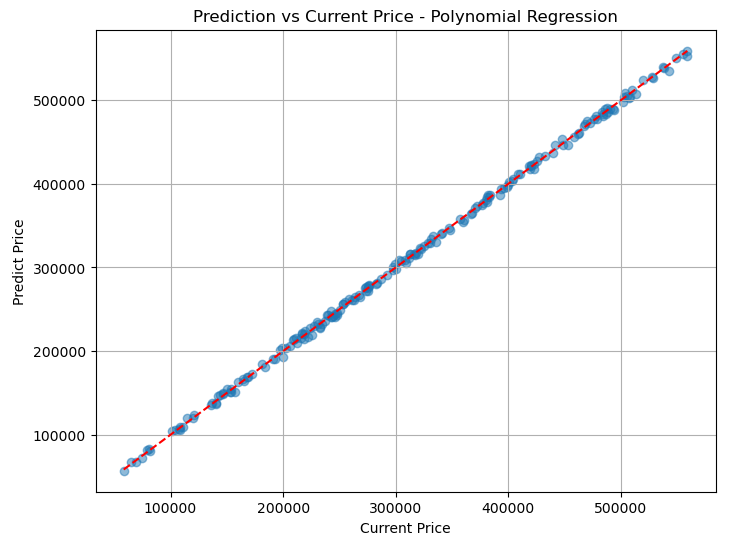 Prediction vs Current Price - Polynomial Regression
500000
400000
300000
200000
100000
Predict Price
100000 200000 300000 400000 500000
Current Price